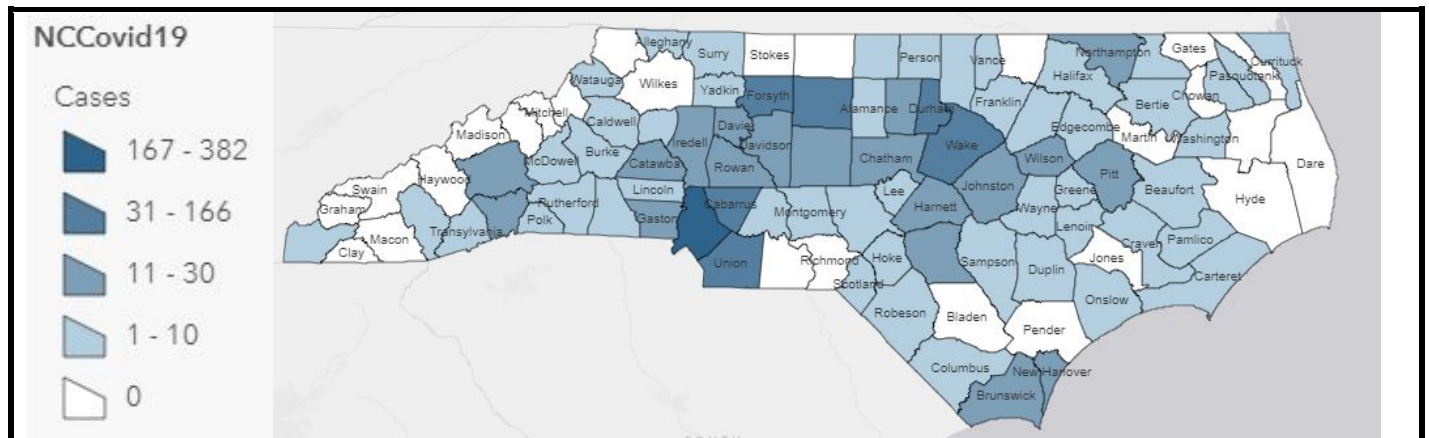 NCCovid19
Cases
167 - 382
31 - 166
11 - 30
1 - 10
0
Alleghany
Surry
Stokes
Person
Vance
Northampton
Gates
Currituck
Watauga
Wilkes
Yadkin
Forsyth
Alamance
Durham
Franklin
Halifax
Bertie
Chowan
Pasquotank
Mitchell
Madison
Caldwell
Iredell
Davie
Davidson
Wake
Edgecombe
Martin
Washington
Dare
Haywood
McDowell
Burke
Catawba
Rowan
Chatham
Wilson
Pitt
Beaufort
Hyde
Swain
Graham
Macon
Clay
Transylvania
Rutherford
Polk
Lincoln
Gaston
Cabarrus
Montgomery
Lee
Harnett
Johnston
Wayne
Greene
Lenoir
Craven
Pamlico
Jones
Carteret
Union
Richmond
Hoke
Scotland
Sampson
Duplin
Onslow
Robeson
Bladen
Pender
Columbus
New Hanover
Brunswick